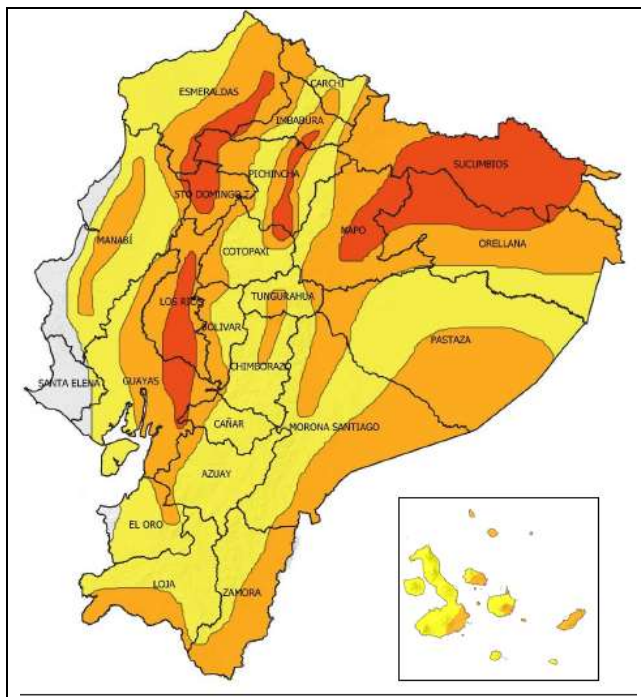 ESMERALDAS
CARCHI
IMBABURA
SUCUMBIOS
PICHINCHA
STO DOMINGO T.
NAPO
MANABÍ
ORELLANA
COTOPAXI
LOS RIOS
TUNGURAHUA
BOLIVAR
PASTAZA
SANTA ELENA
GUAYAS
CHIMBORAZO
CAÑAR
MORONA SANTIAGO
AZUAY
EL ORO
LOJA
ZAMORA